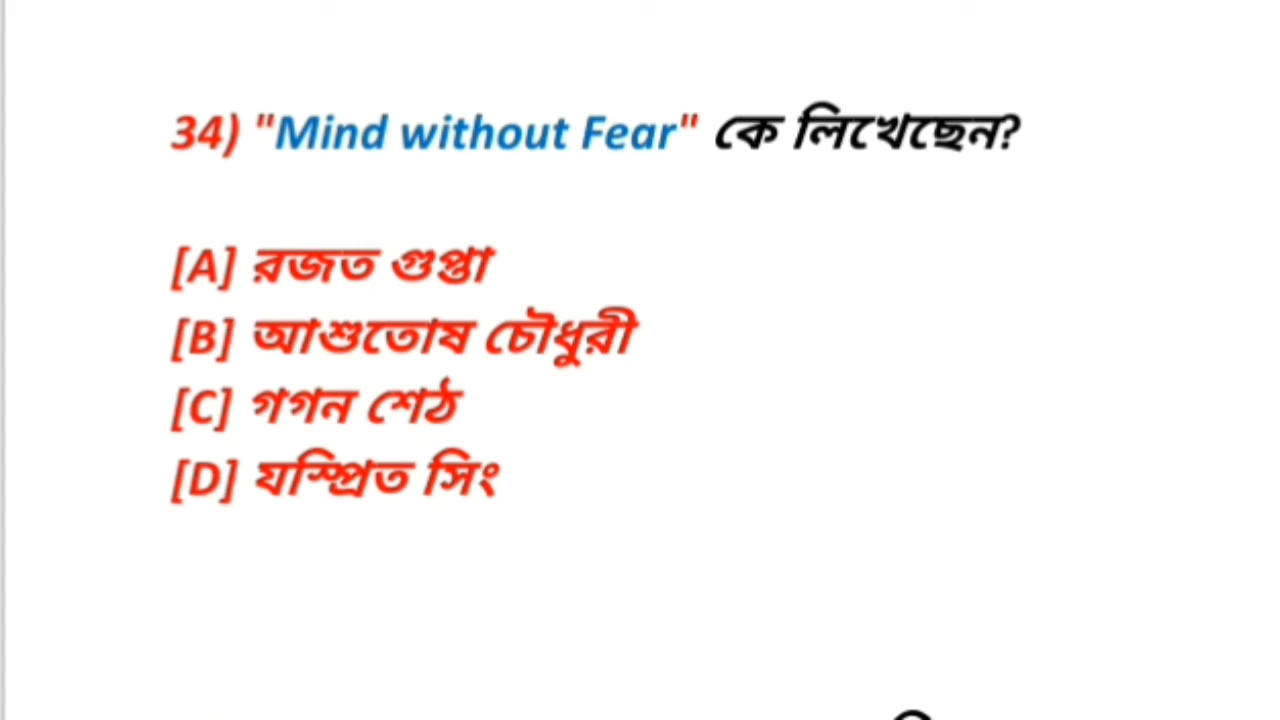 34) "Mind without Fear" কে লিখেছেন?
[A] রজত গুপ্তা
[B] আশুতোষ চৌধুরী
[C] গগন শেঠ
[D] যস্প্রিত সিং